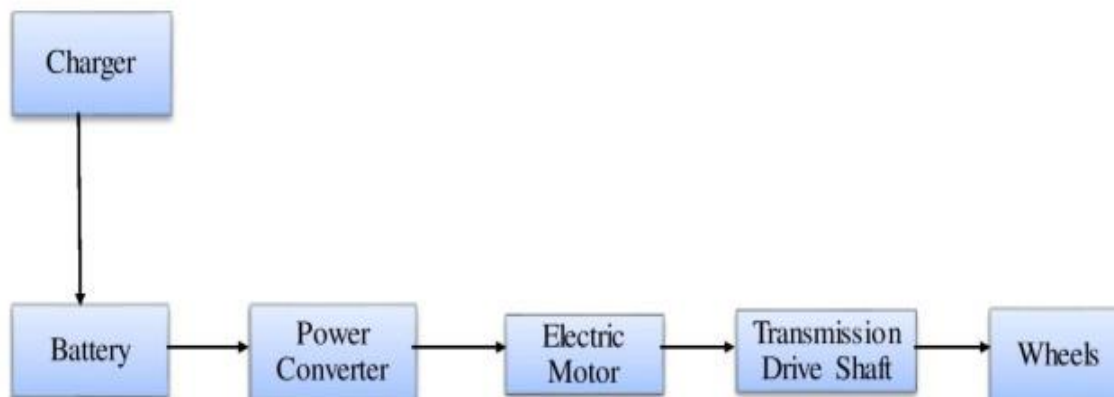 Charger
Battery
Power
Converter
Electric
Motor
Transmission
Drive Shaft
Wheels